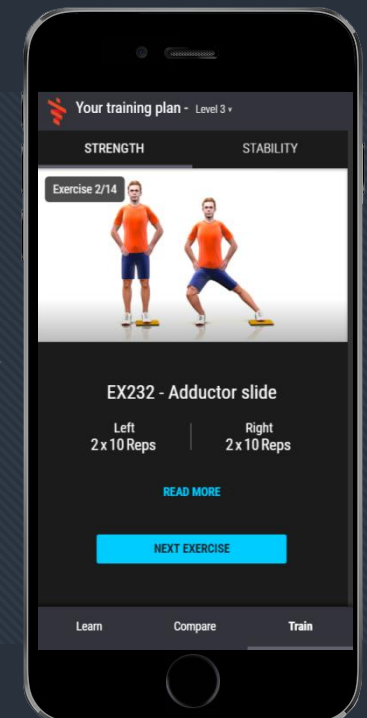 Your training plan - Level 3 ▾
STRENGTH STABILITY
Exercise 2/14
EX232 - Adductor slide
Left Right
2 x 10 Reps 2 x 10 Reps
READ MORE
NEXT EXERCISE
Learn Compare Train